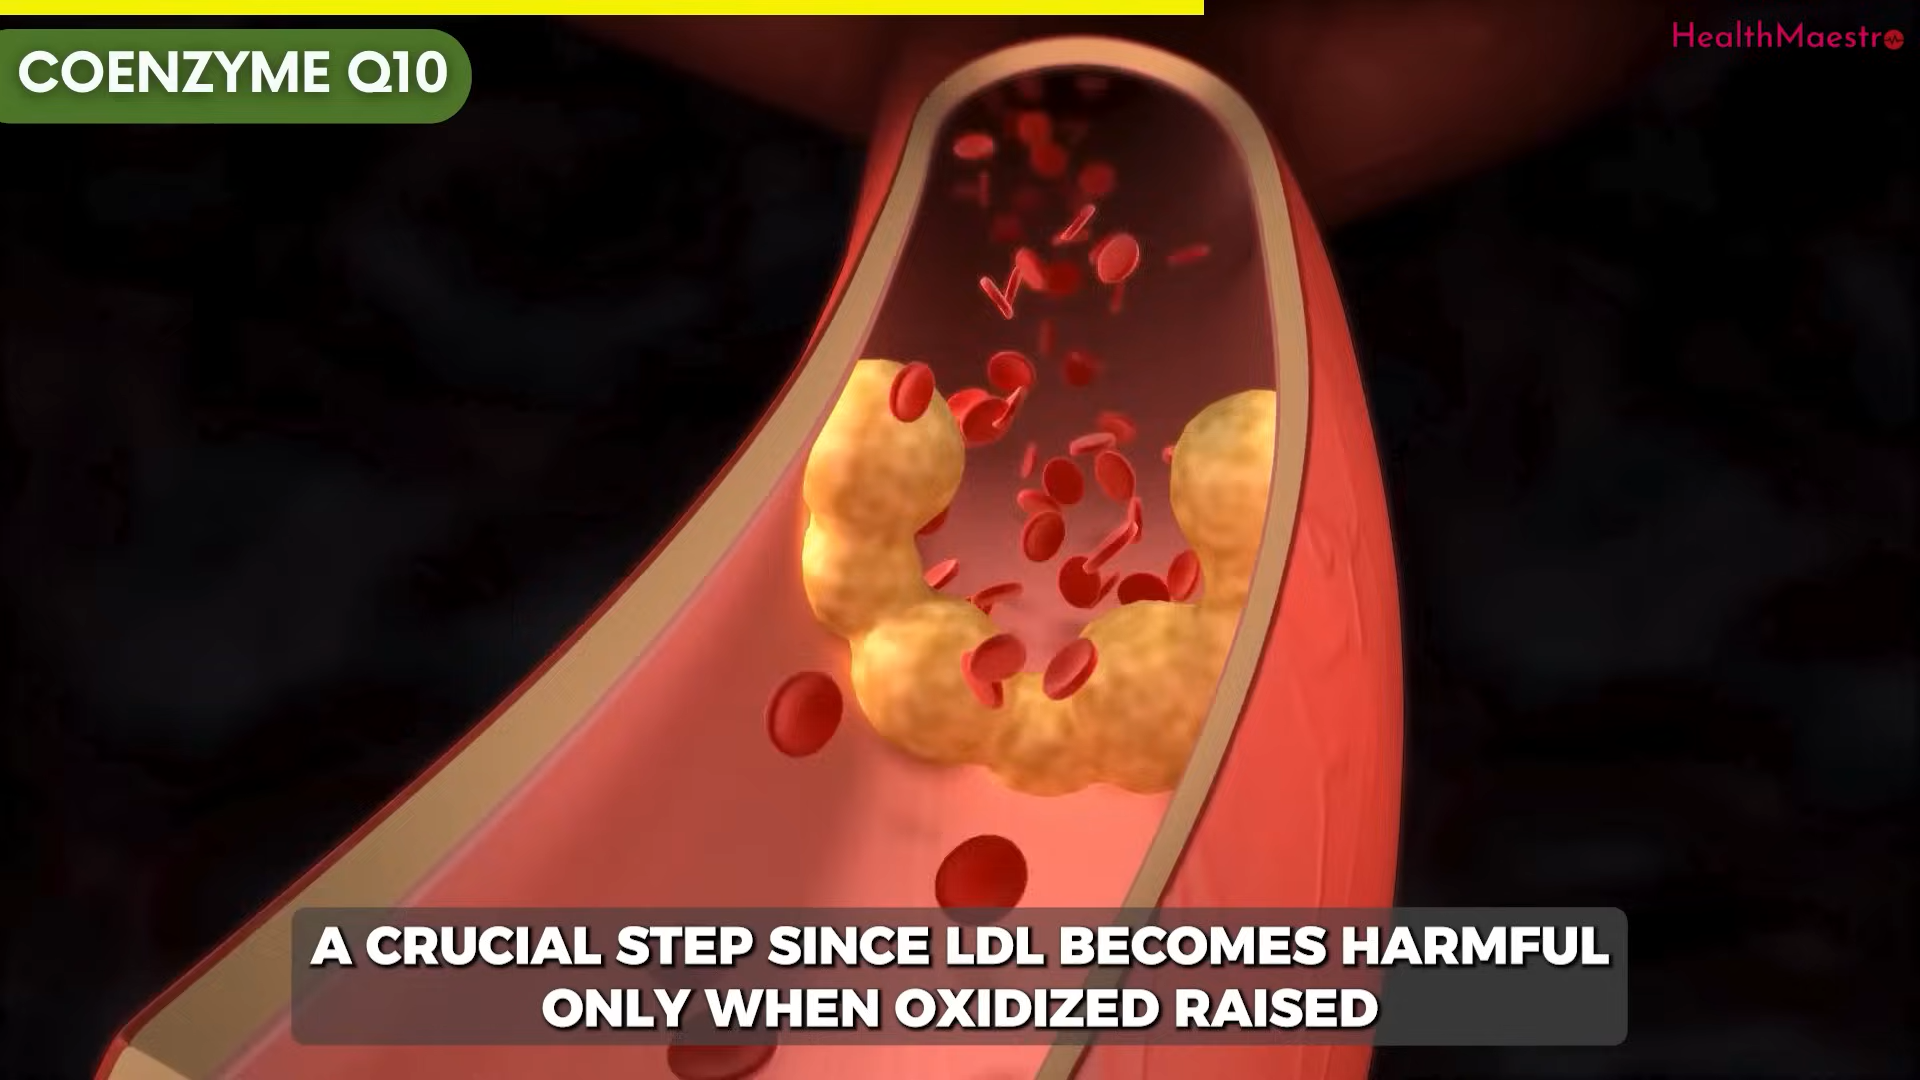 COENZYME Q10
HealthMaestro
A CRUCIAL STEP SINCE LDL BECOMES HARMFUL
ONLY WHEN OXIDIZED RAISED